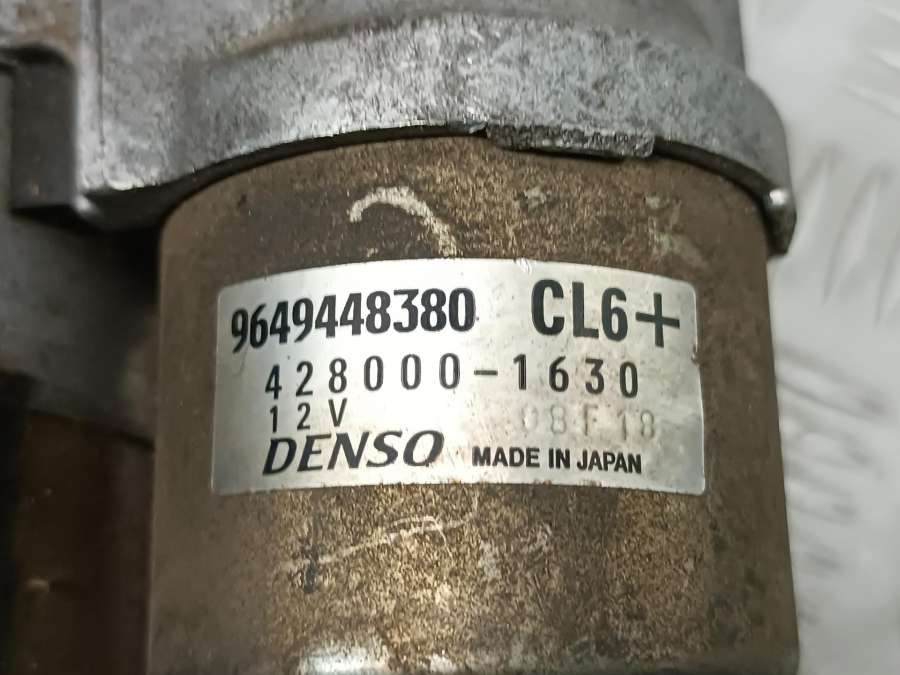 9649448380 CL6+
428000-1630
12V 08F18
DENSO MADE IN JAPAN